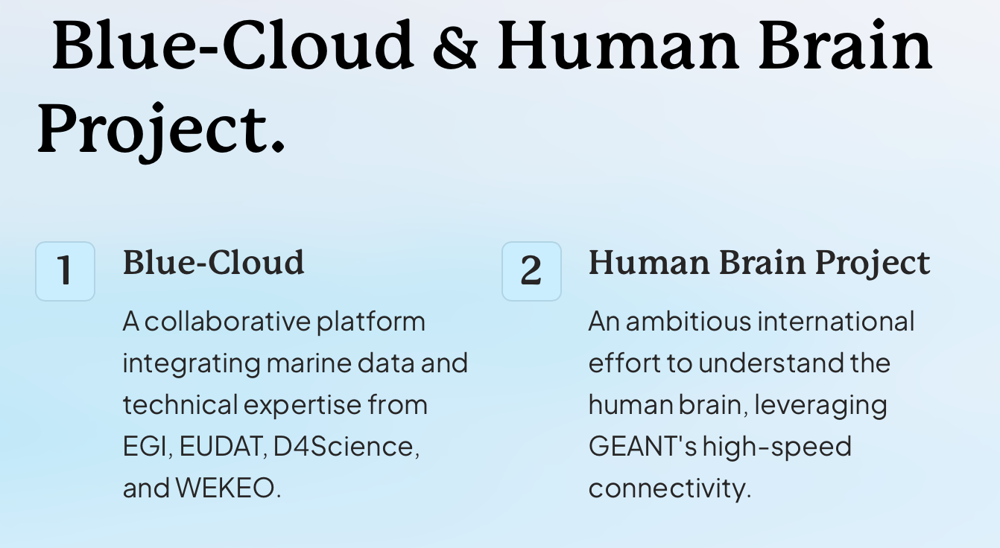 Blue-Cloud & Human Brain
Project.
1
Blue-Cloud
A collaborative platform
integrating marine data and
technical expertise from
EGI, EUDAT, D4Science,
and WEKEO.
2
Human Brain Project
An ambitious international
effort to understand the
human brain, leveraging
GEANT's high-speed
connectivity.